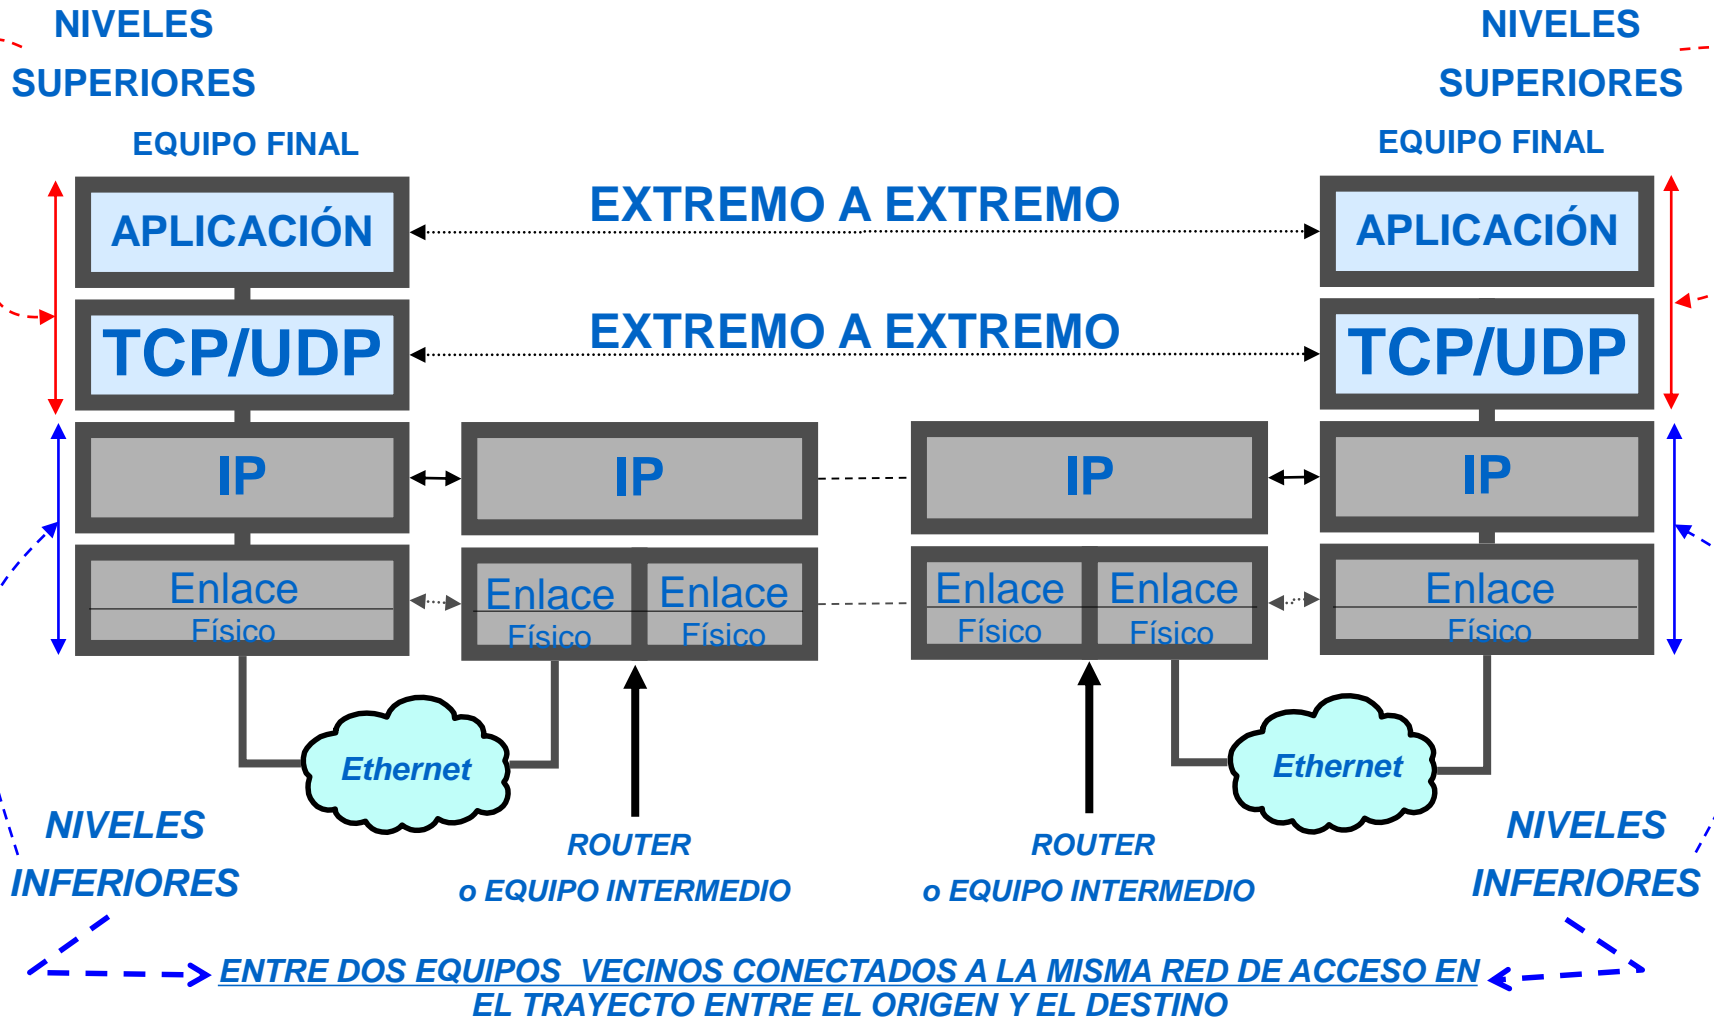 NIVELES
SUPERIORES
NIVELES
SUPERIORES
EQUIPO FINAL
EQUIPO FINAL
APLICACIÓN
EXTREMO A EXTREMO
APLICACIÓN
TCP/UDP
EXTREMO A EXTREMO
TCP/UDP
IP
IP
IP
IP
Enlace
Físico
Enlace
Físico
Enlace
Físico
Enlace
Físico
Enlace
Físico
Enlace
Físico
Ethernet
Ethernet
NIVELES
INFERIORES
ROUTER
o EQUIPO INTERMEDIO
ROUTER
o EQUIPO INTERMEDIO
NIVELES
INFERIORES
ENTRE DOS EQUIPOS VECINOS CONECTADOS A LA MISMA RED DE ACCESO EN
EL TRAYECTO ENTRE EL ORIGEN Y EL DESTINO